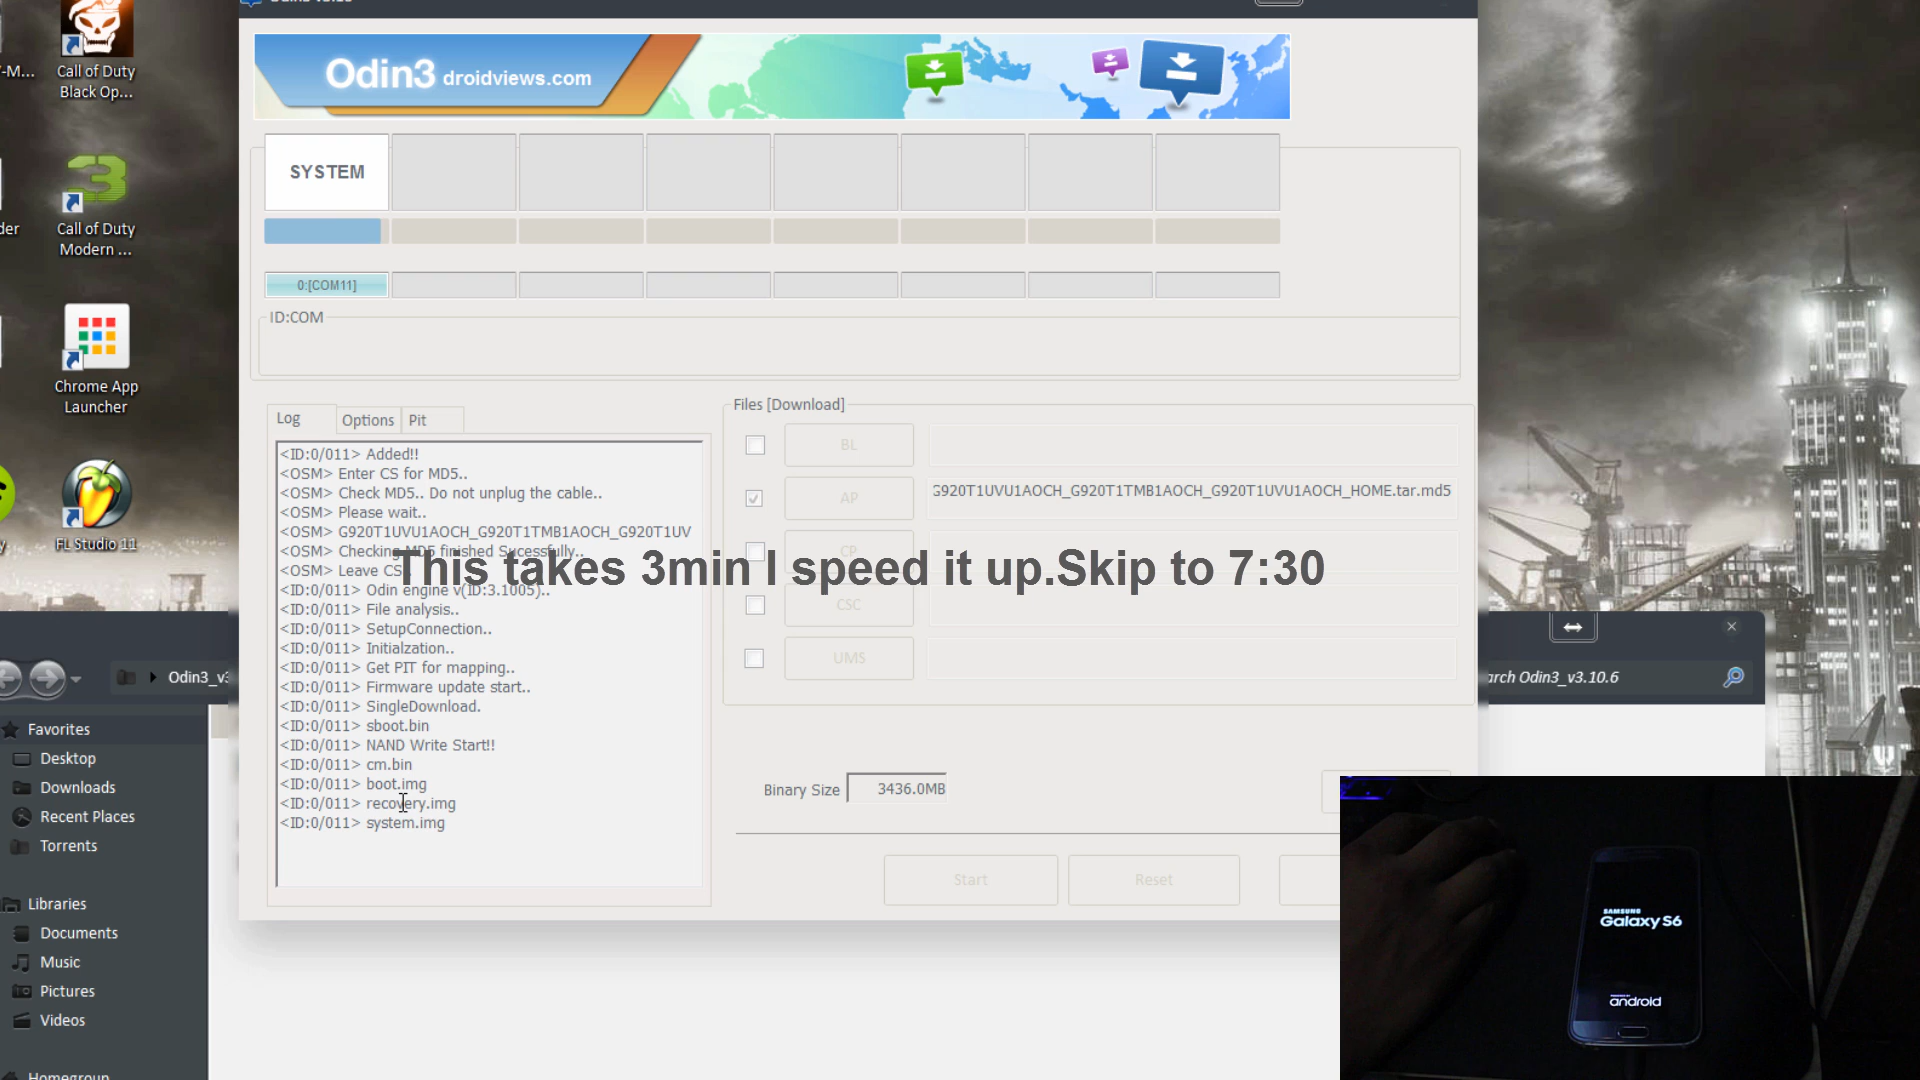 Call of Duty
Black Op...
Call of Duty
Modern ...
Chrome App
Launcher
FL Studio 11
Odin3 droidviews.com
SYSTEM
0:[COM11]
ID:COM
Log
Options
Pit
<ID:0/011> Added!!
<OSM> Enter CS for MD5..
<OSM> Check MD5.. Do not unplug the cable..
<OSM> Please wait..
<OSM> G920T1UVU1AOCH_G920T1TMB1AOCH_G920T1UV
<OSM> Checking MD5 finished Sucessfully..
<OSM> Leave CS..
<ID:0/011> Odin engine v(ID:3.1005)..
<ID:0/011> File analysis..
<ID:0/011> SetupConnection..
<ID:0/011> Initialzation..
<ID:0/011> Get PIT for mapping..
<ID:0/011> Firmware update start..
<ID:0/011> SingleDownload.
<ID:0/011> sboot.bin
<ID:0/011> NAND Write Start!!
<ID:0/011> cm.bin
<ID:0/011> boot.img
<ID:0/011> recovery.img
<ID:0/011> system.img
This takes 3min I speed it up.Skip to 7:30
Files [Download]
BL
AP
G920T1UVU1AOCH_G920T1TMB1AOCH_G920T1UVU1AOCH_HOME.tar.md5
CP
CSC
UMS
Binary Size 3436.0MB
Start
Reset
Odin3_v3
arch Odin3_v3.10.6
Favorites
Desktop
Downloads
Recent Places
Torrents
Libraries
Documents
Music
Pictures
Videos
Homegroup
SAMSUNG
Galaxy S6
android